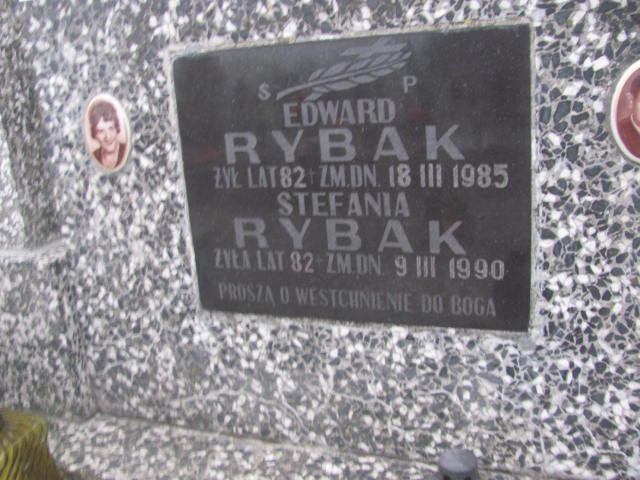 Ś P
EDWARD
RYBAK
ŻYŁ LAT 82 + ZM. DN. 18 III 1985
STEFANIA
RYBAK
ŻYŁA LAT 82 + ZM. DN. 9 III 1990
PROSZĄ O WESTCHNIENIE DO BOGA